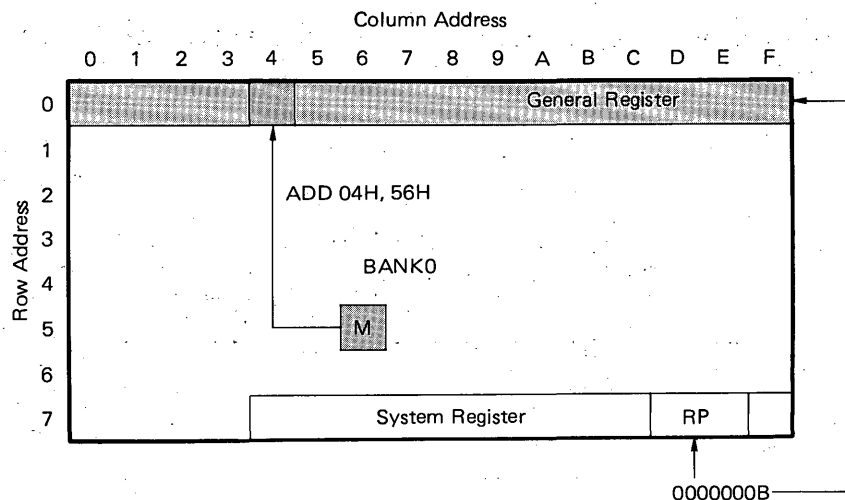 Column Address
0 1 2 3 4 5 6 7 8 9 A B C D E F
0 General Register
1
2 ADD 04H, 56H
3
BANK0
4
5 M
6
7 System Register RP
Row Address
0000000B